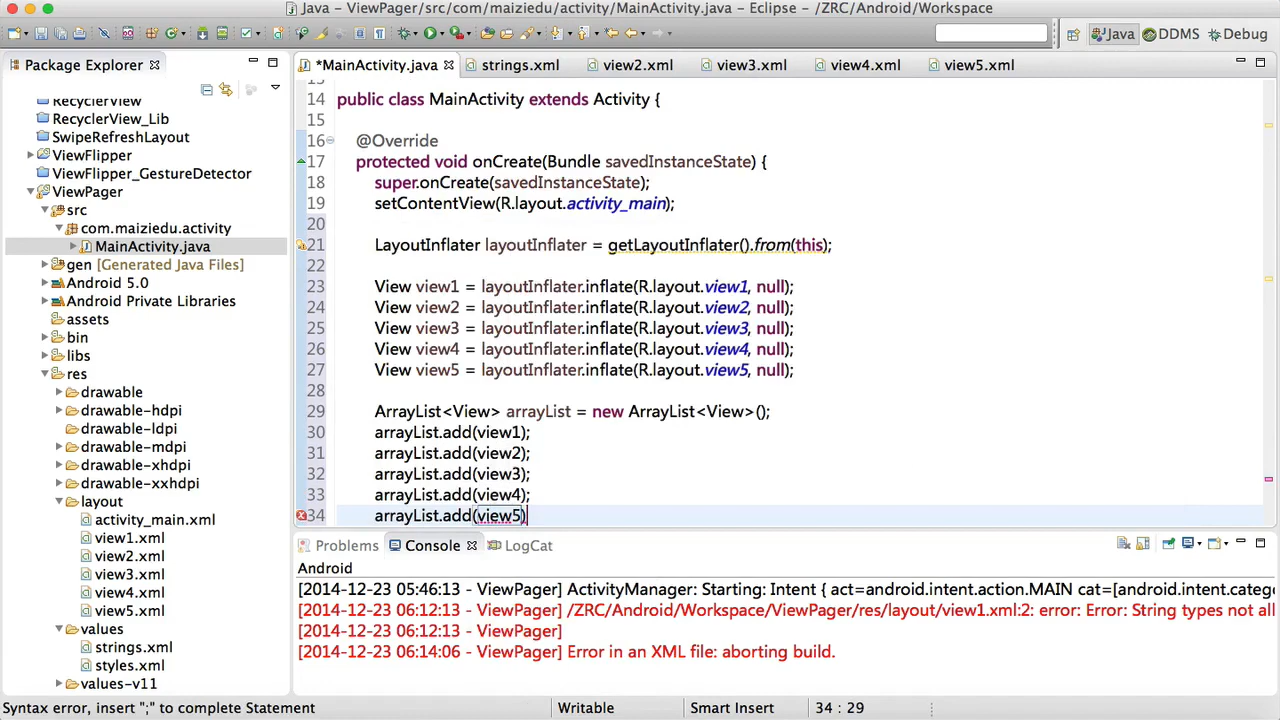 Java – ViewPager/src/com/maiziedu/activity/MainActivity.java – Eclipse – /ZRC/Android/Workspace
Java
DDMS
Debug
Package Explorer
*MainActivity.java
strings.xml
view2.xml
view3.xml
view4.xml
view5.xml
RecyclerView
RecyclerView_Lib
SwipeRefreshLayout
ViewFlipper
ViewFlipper_GestureDetector
ViewPager
src
com.maiziedu.activity
MainActivity.java
gen [Generated Java Files]
Android 5.0
Android Private Libraries
assets
bin
libs
res
drawable
drawable-hdpi
drawable-ldpi
drawable-mdpi
drawable-xhdpi
drawable-xxhdpi
layout
activity_main.xml
view1.xml
view2.xml
view3.xml
view4.xml
view5.xml
values
strings.xml
styles.xml
values-v11
14 public class MainActivity extends Activity {
15
16 @Override
17 protected void onCreate(Bundle savedInstanceState) {
18 super.onCreate(savedInstanceState);
19 setContentView(R.layout.activity_main);
20
21 LayoutInflater layoutInflater = getLayoutInflater().from(this);
22
23 View view1 = layoutInflater.inflate(R.layout.view1, null);
24 View view2 = layoutInflater.inflate(R.layout.view2, null);
25 View view3 = layoutInflater.inflate(R.layout.view3, null);
26 View view4 = layoutInflater.inflate(R.layout.view4, null);
27 View view5 = layoutInflater.inflate(R.layout.view5, null);
28
29 ArrayList<View> arrayList = new ArrayList<View>();
30 arrayList.add(view1);
31 arrayList.add(view2);
32 arrayList.add(view3);
33 arrayList.add(view4);
34 arrayList.add(view5)
Problems
Console
LogCat
Android
[2014-12-23 05:46:13 - ViewPager] ActivityManager: Starting: Intent { act=android.intent.action.MAIN cat=[android.intent.categ
[2014-12-23 06:12:13 - ViewPager] /ZRC/Android/Workspace/ViewPager/res/layout/view1.xml:2: error: Error: String types not all
[2014-12-23 06:12:13 - ViewPager]
[2014-12-23 06:14:06 - ViewPager] Error in an XML file: aborting build.
Syntax error, insert ";" to complete Statement
Writable
Smart Insert
34 : 29